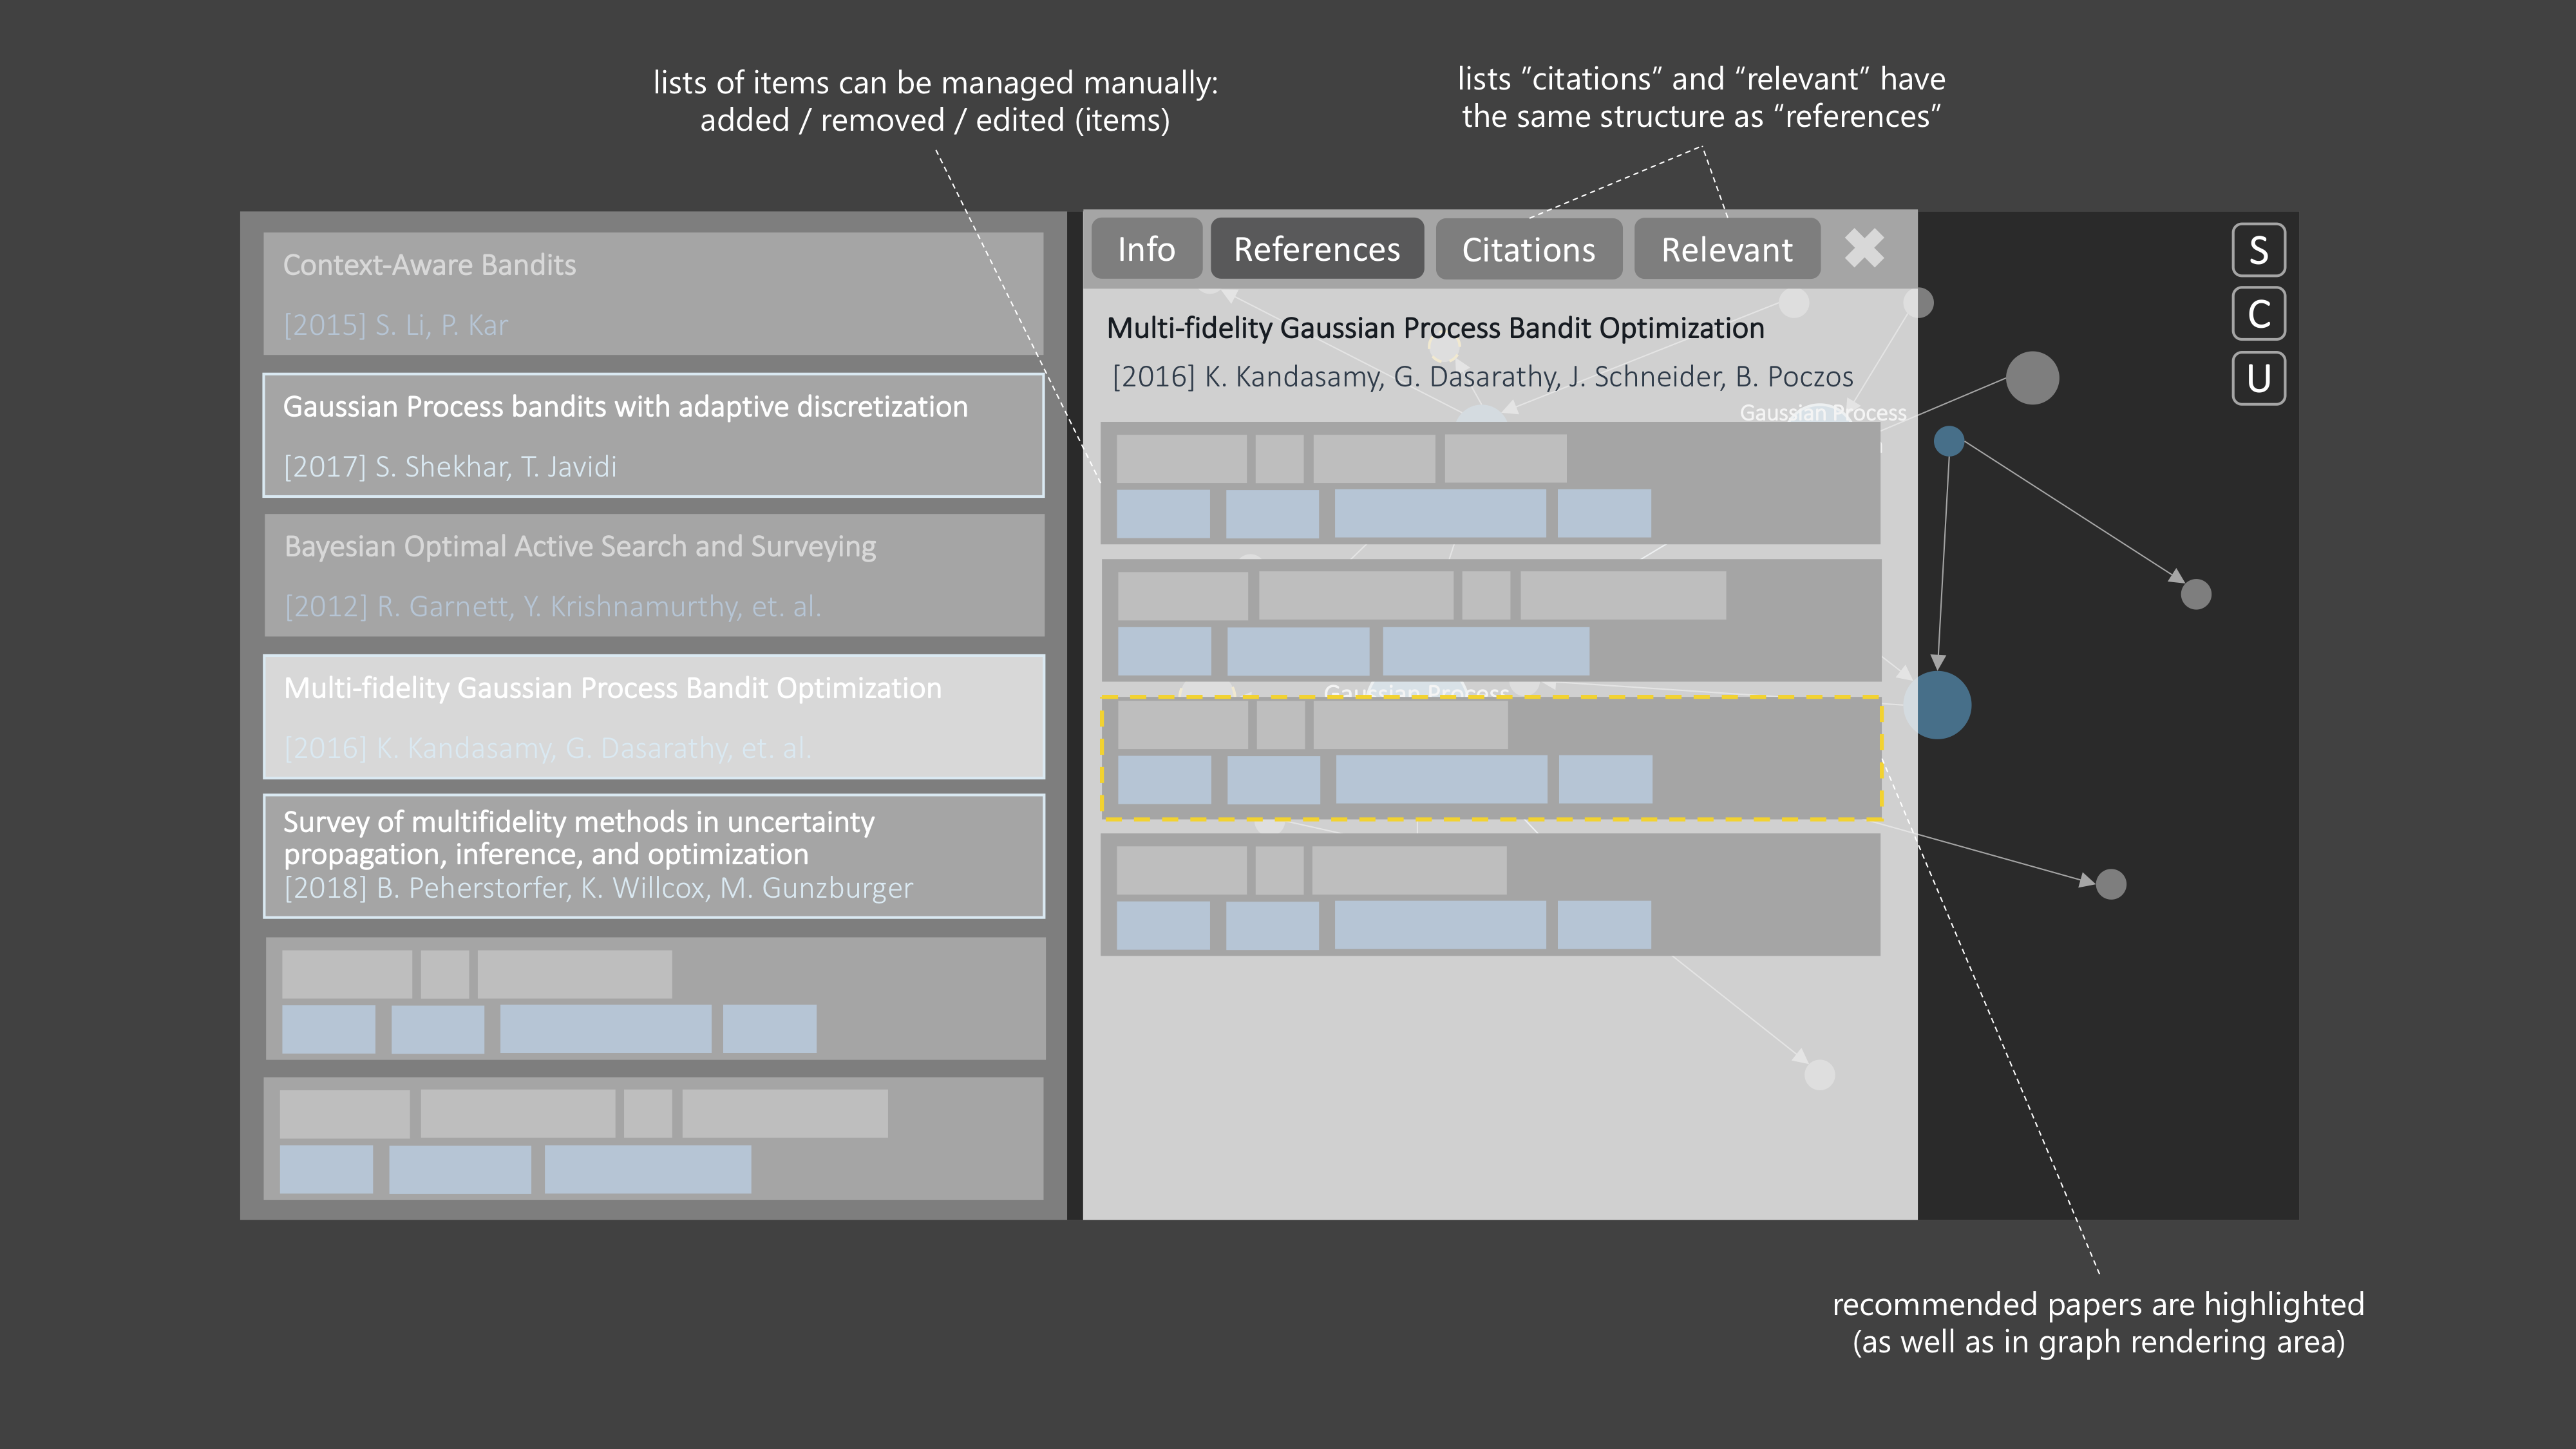 lists of items can be managed manually:
added / removed / edited (items)
lists ”citations” and “relevant” have
the same structure as “references”
Context-Aware Bandits
[2015] S. Li, P. Kar
Gaussian Process bandits with adaptive discretization
[2017] S. Shekhar, T. Javidi
Bayesian Optimal Active Search and Surveying
[2012] R. Garnett, Y. Krishnamurthy, et. al.
Multi-fidelity Gaussian Process Bandit Optimization
[2016] K. Kandasamy, G. Dasarathy, et. al.
Survey of multifidelity methods in uncertainty
propagation, inference, and optimization
[2018] B. Peherstorfer, K. Willcox, M. Gunzburger
Info References Citations Relevant
Multi-fidelity Gaussian Process Bandit Optimization
[2016] K. Kandasamy, G. Dasarathy, J. Schneider, B. Poczos
Gaussian Process
Gaussian Process
S
C
U
recommended papers are highlighted
(as well as in graph rendering area)